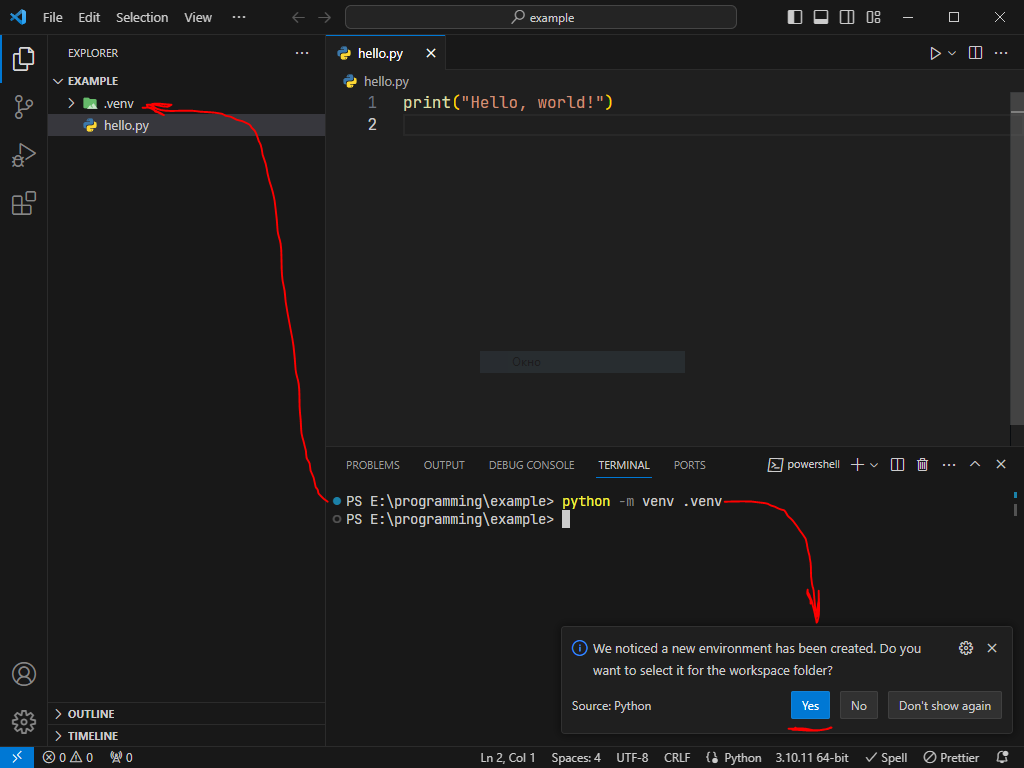 File Edit Selection View ··· example
EXPLORER ···
EXAMPLE
.venv
hello.py
hello.py
hello.py
1 print("Hello, world!")
2
Окно
PROBLEMS OUTPUT DEBUG CONSOLE TERMINAL PORTS powershell
PS E:\programming\example> python -m venv .venv
PS E:\programming\example>
We noticed a new environment has been created. Do you
want to select it for the workspace folder?
Source: Python Yes No Don't show again
OUTLINE
TIMELINE
0 0 0 Ln 2, Col 1 Spaces: 4 UTF-8 CRLF Python 3.10.11 64-bit Spell Prettier